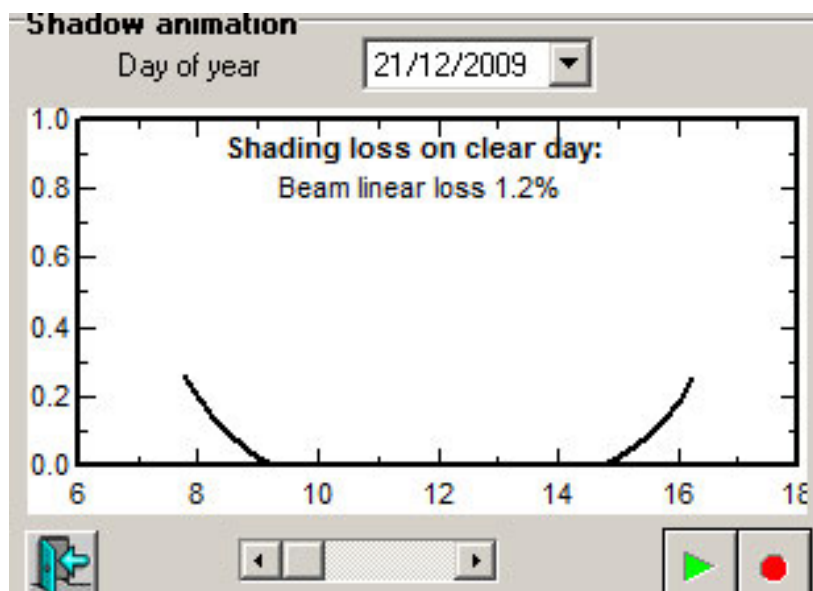 Shadow animation
Day of year 21/12/2009
Shading loss on clear day:
Beam linear loss 1.2%
1.0
0.8
0.6
0.4
0.2
0.0
6 8 10 12 14 16 18